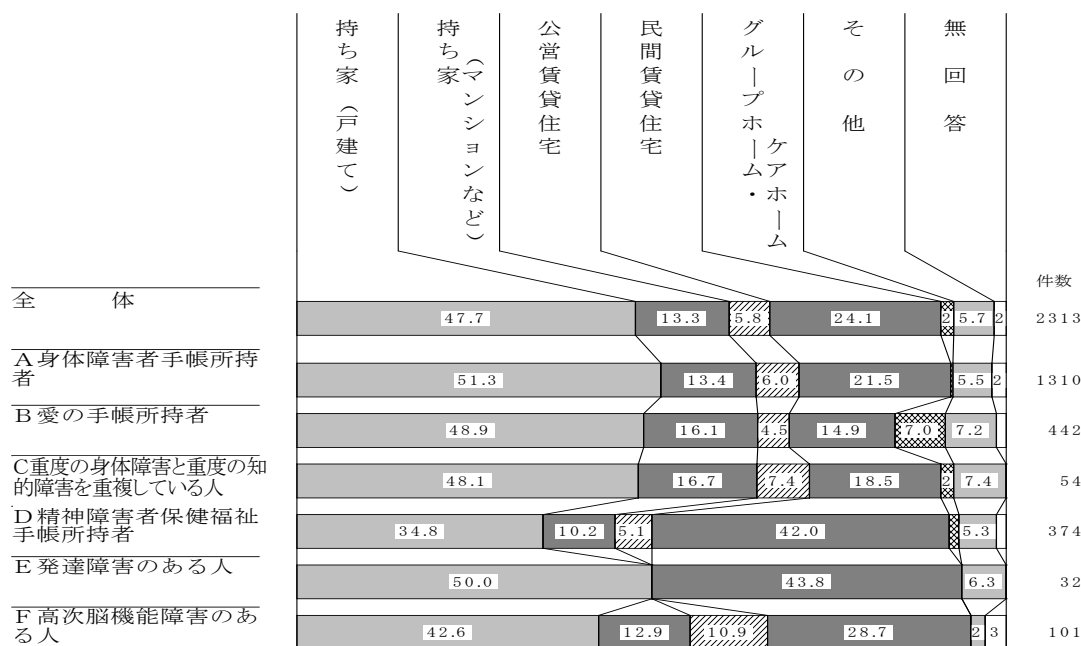 持ち家（戸建て）
持ち家（マンションなど）
公営賃貸住宅
民間賃貸住宅
グループホーム・ケアホーム
その他
無回答
件数
全体
47.7 13.3 5.8 24.1 2 5.7 2 2313
A身体障害者手帳所持
者
51.3 13.4 6.0 21.5 5.5 2 1310
B愛の手帳所持者
48.9 16.1 4.5 14.9 7.0 7.2 442
C重度の身体障害と重度の知
的障害を重複している人
48.1 16.7 7.4 18.5 2 7.4 54
D精神障害者保健福祉
手帳所持者
34.8 10.2 5.1 42.0 5.3 374
E発達障害のある人
50.0 43.8 6.3 32
F高次脳機能障害のあ
る人
42.6 12.9 10.9 28.7 2 3 101